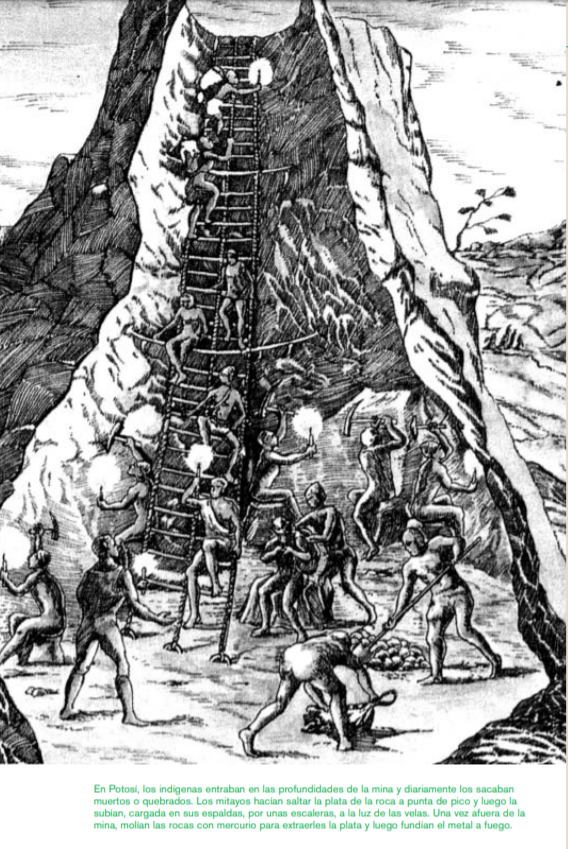 En Potosí, los indígenas entraban en las profundidades de la mina y diariamente los sacaban
muertos o quebrados. Los mitayos hacían saltar la plata de la roca a punta de pico y luego la
subían, cargada en sus espaldas, por unas escaleras, a la luz de las velas. Una vez afuera de la
mina, molían las rocas con mercurio para extraerles la plata y luego fundían el metal a fuego.